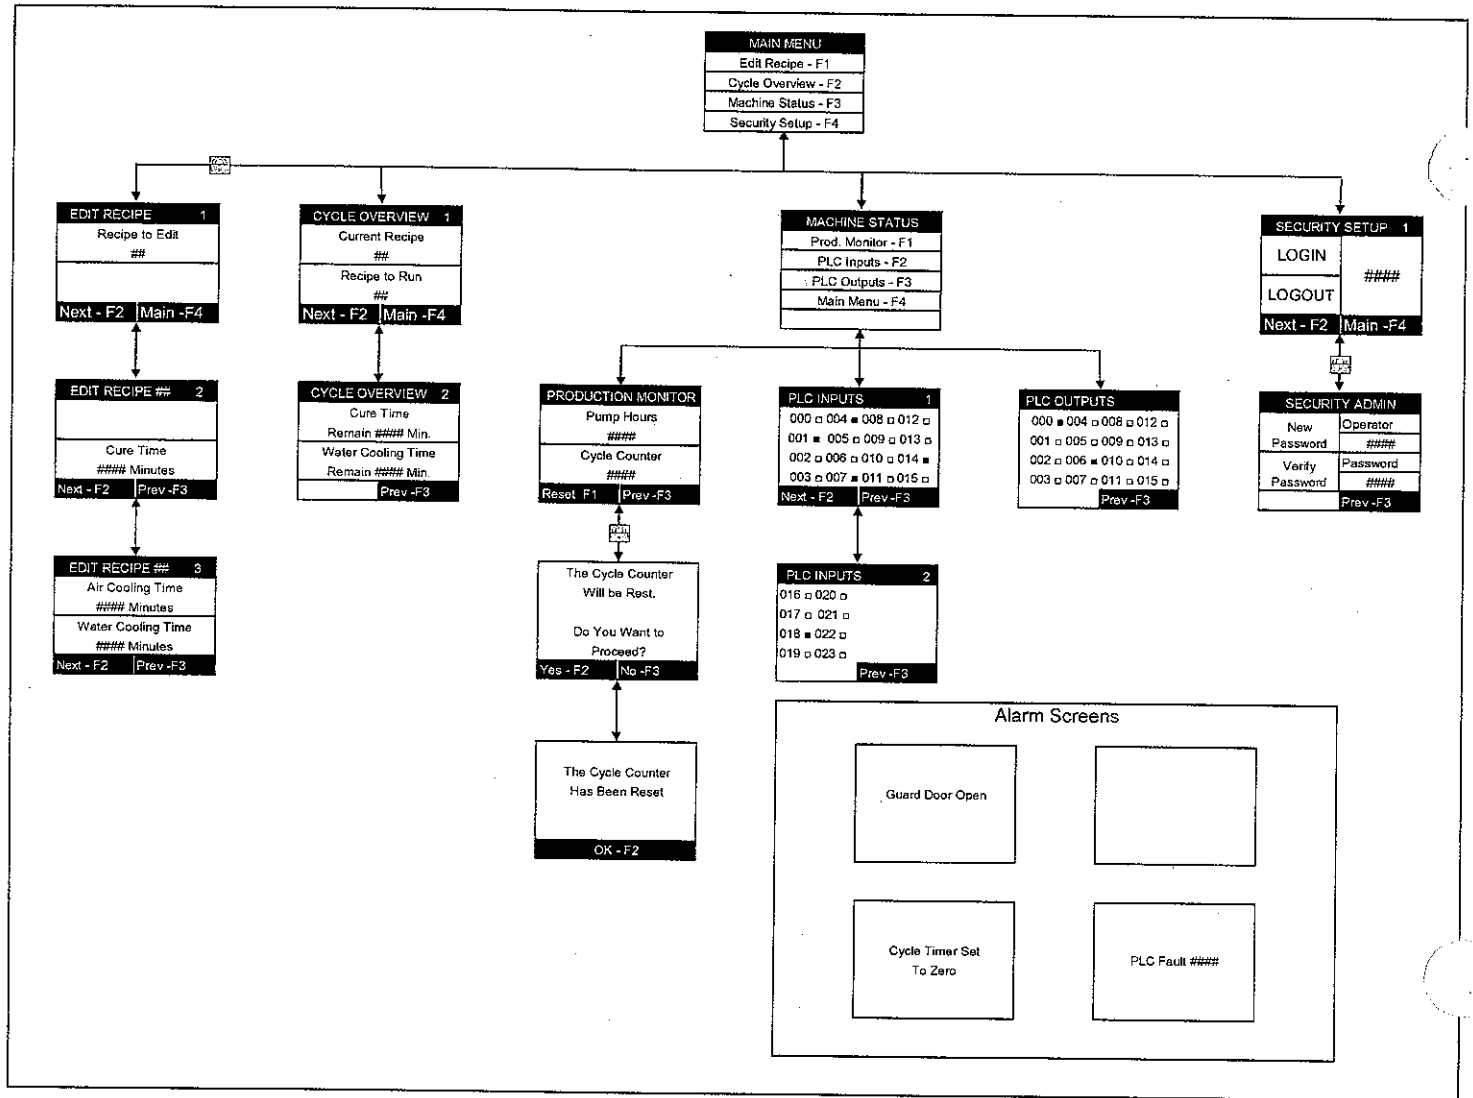 MAIN MENU
Edit Recipe - F1
Cycle Overview - F2
Machine Status - F3
Security Setup - F4
EDIT RECIPE 1
Recipe to Edit
##
Next - F2 Main -F4
CYCLE OVERVIEW 1
Current Recipe
##
Recipe to Run
##
Next - F2 Main -F4
MACHINE STATUS
Prod. Monitor - F1
PLC Inputs - F2
PLC Outputs - F3
Main Menu - F4
SECURITY SETUP 1
LOGIN
####
LOGOUT
Next - F2 Main -F4
EDIT RECIPE ## 2
Cure Time
#### Minutes
Next - F2 Prev -F3
CYCLE OVERVIEW 2
Cure Time
Remain #### Min.
Water Cooling Time
Remain #### Min.
Prev -F3
PRODUCTION MONITOR
Pump Hours
####
Cycle Counter
####
Reset F1 Prev -F3
PLC INPUTS 1
000 □ 004 ■ 008 □ 012 □
001 ■ 005 □ 009 □ 013 □
002 □ 006 □ 010 □ 014 ■
003 □ 007 ■ 011 □ 015 □
Next - F2 Prev -F3
PLC OUTPUTS
000 ■ 004 □ 008 □ 012 □
001 □ 005 □ 009 □ 013 □
002 □ 006 ■ 010 □ 014 □
003 □ 007 □ 011 □ 015 □
Prev -F3
SECURITY ADMIN
New Password
Operator
####
Verify Password
Password
####
Prev -F3
EDIT RECIPE ## 3
Air Cooling Time
#### Minutes
Water Cooling Time
#### Minutes
Next - F2 Prev -F3
The Cycle Counter
Will be Rest.
Do You Want to
Proceed?
Yes - F2 No -F3
PLC INPUTS 2
016 □ 020 □
017 □ 021 □
018 ■ 022 □
019 □ 023 □
Prev -F3
The Cycle Counter
Has Been Reset
OK - F2
Alarm Screens
Guard Door Open
Cycle Timer Set
To Zero
PLC Fault ####